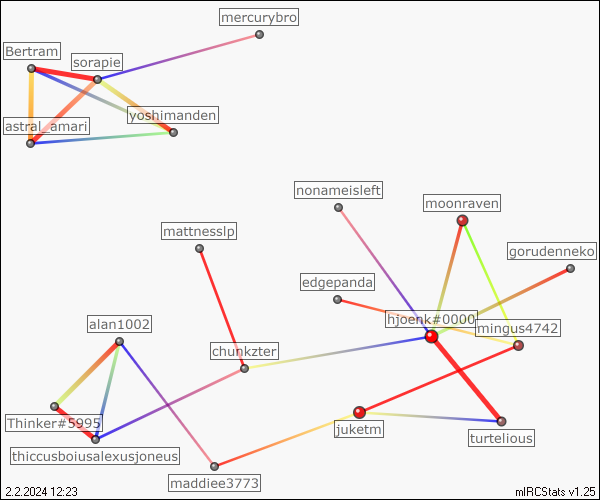 mercurybro
Bertram
sorapie
yoshimanden
astral_amari
nonameisleft
moonraven
mattnesslp
gorudenneko
edgepanda
hjoenk#0000
mingus4742
alan1002
chunkzter
Thinker#5995
juketm
turtelious
thiccusboiusalexusjoneus
maddiee3773
2.2.2024 12:23
mIRCStats v1.25